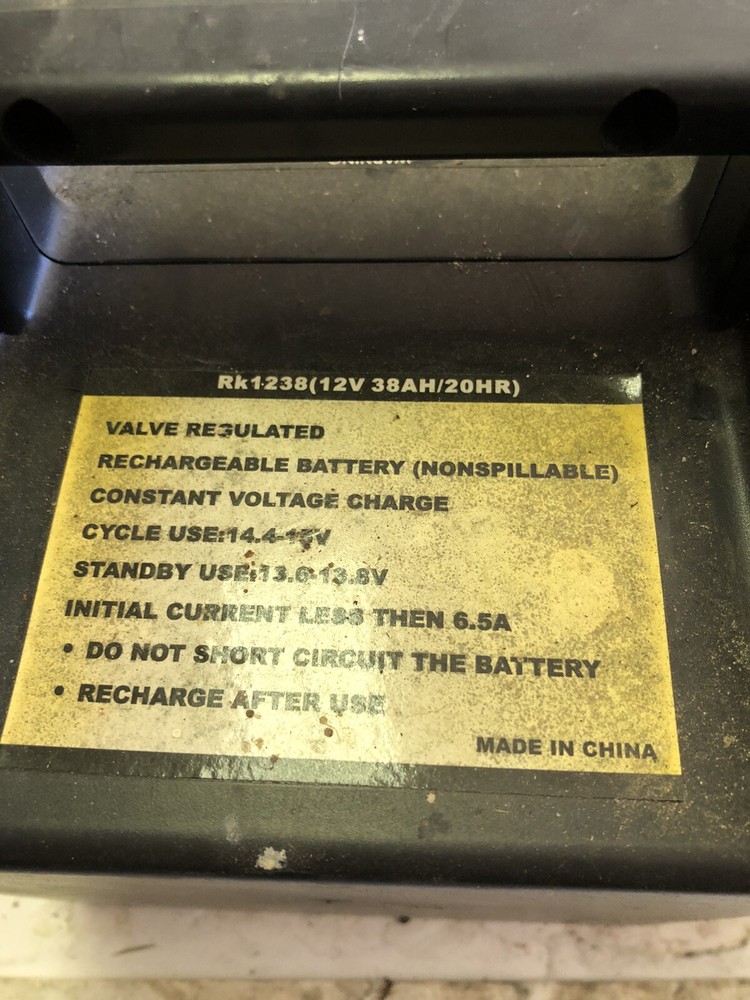 Rk1238(12V 38AH/20HR)
VALVE REGULATED
RECHARGEABLE BATTERY (NONSPILLABLE)
CONSTANT VOLTAGE CHARGE
CYCLE USE:14.4-15V
STANDBY USE:13.6-13.8V
INITIAL CURRENT LESS THEN 6.5A
• DO NOT SHORT CIRCUIT THE BATTERY
• RECHARGE AFTER USE
MADE IN CHINA